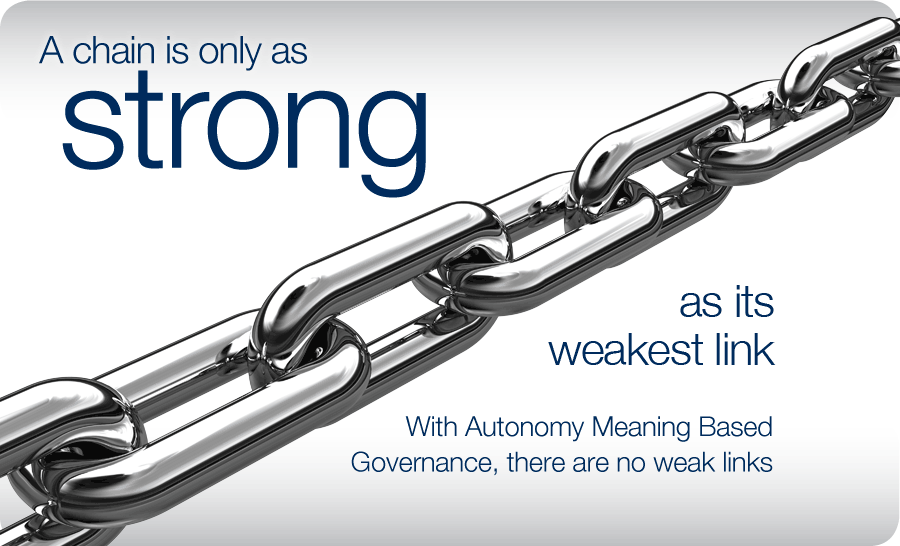 A chain is only as
strong
as its
weakest link
With Autonomy Meaning Based
Governance, there are no weak links